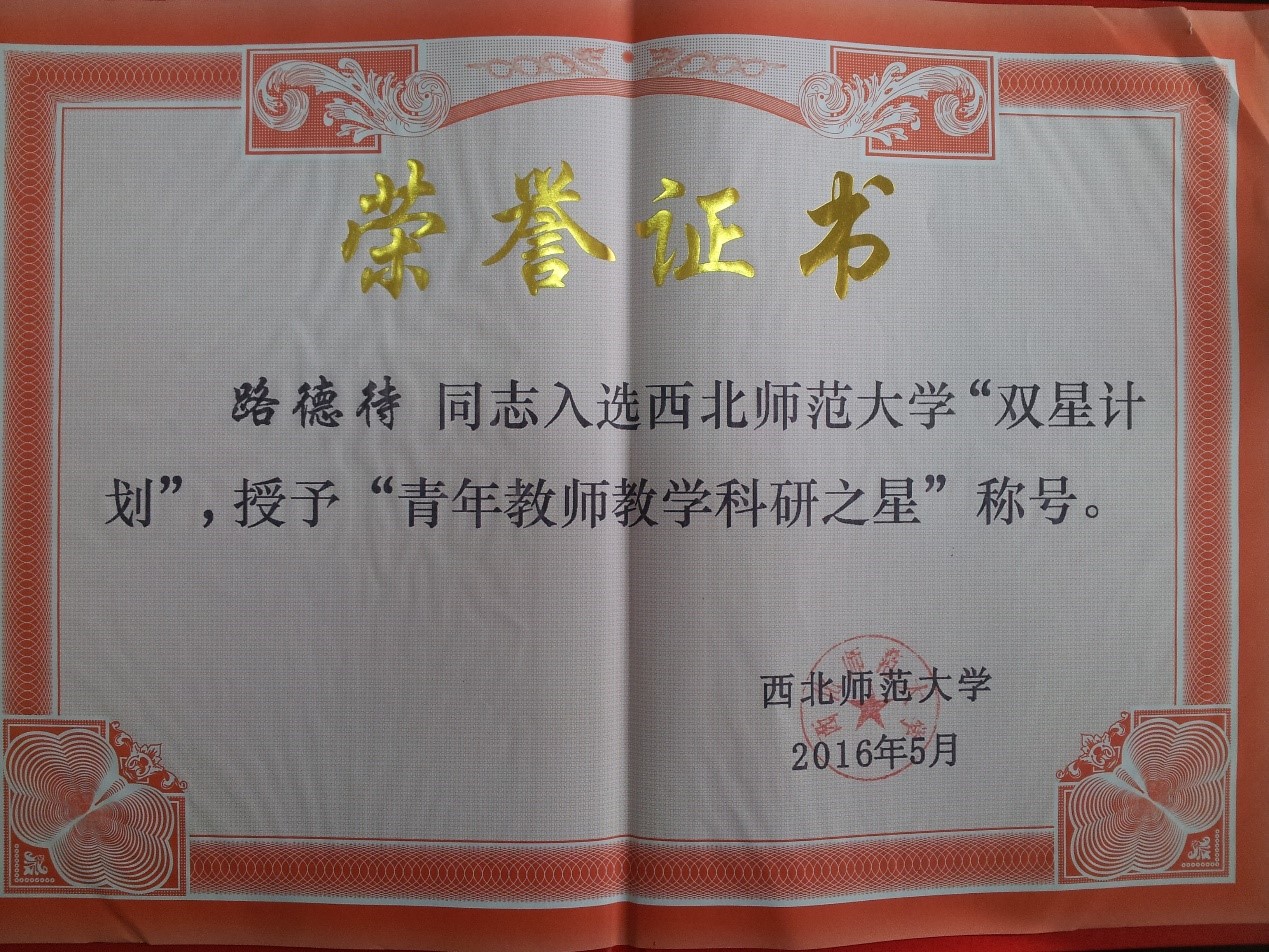 荣誉证书
路德待 同志入选西北师范大学“双星计
划”，授予“青年教师教学科研之星”称号。
西北师范大学
2016年5月